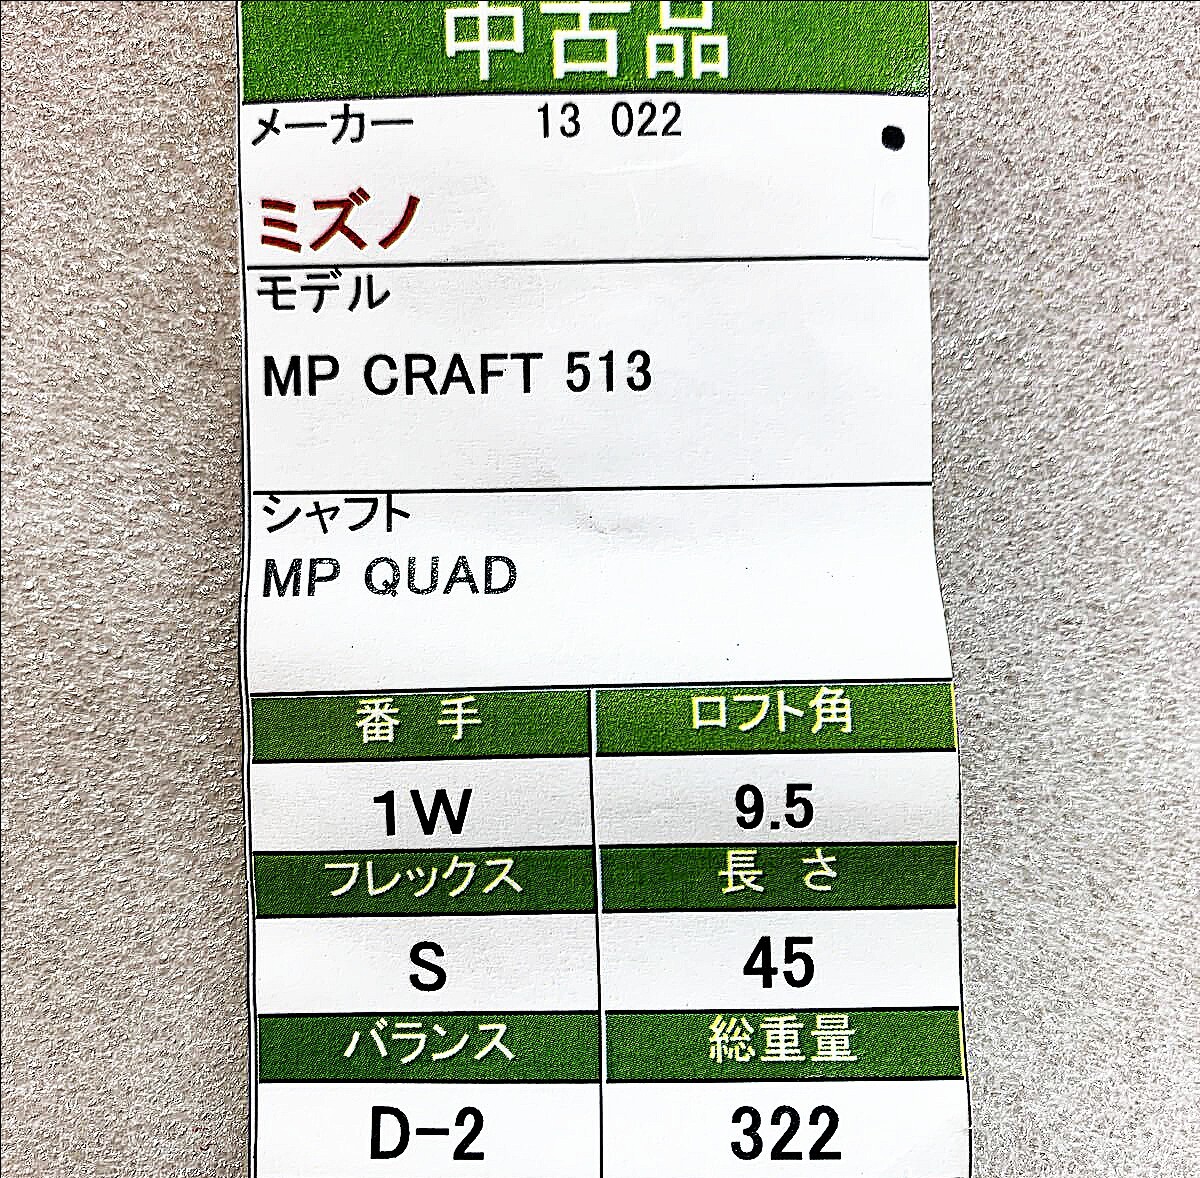 中古品
メーカー 13 022
ミズノ
モデル
MP CRAFT 513
シャフト
MP QUAD
番 手 ロフト角
1W 9.5
フレックス 長 さ
S 45
バランス 総重量
D-2 322